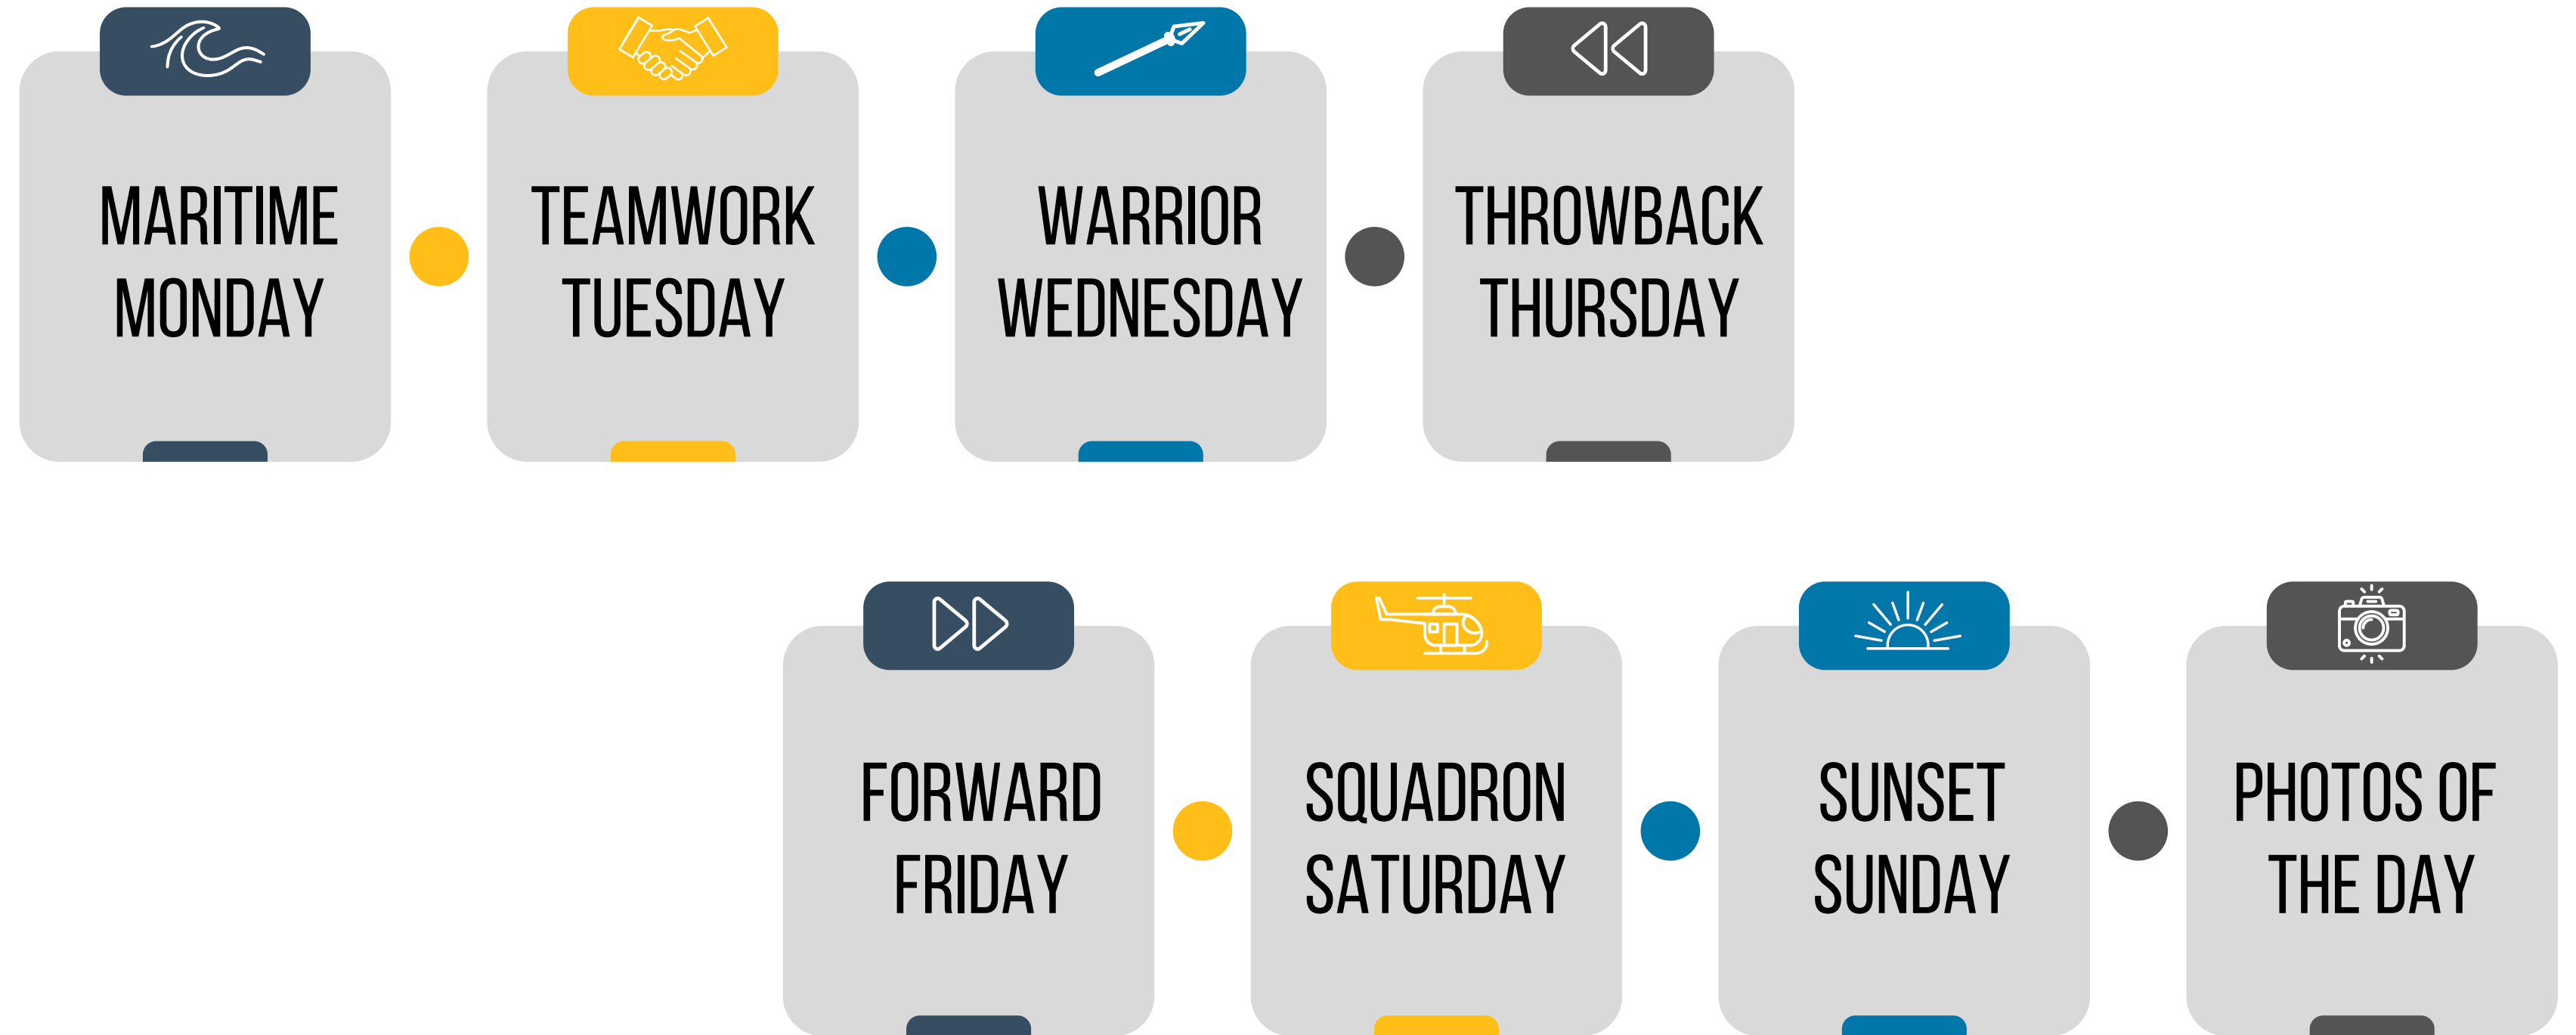 MARITIME
MONDAY
TEAMWORK
TUESDAY
WARRIOR
WEDNESDAY
THROWBACK
THURSDAY
FORWARD
FRIDAY
SQUADRON
SATURDAY
SUNSET
SUNDAY
PHOTOS OF
THE DAY